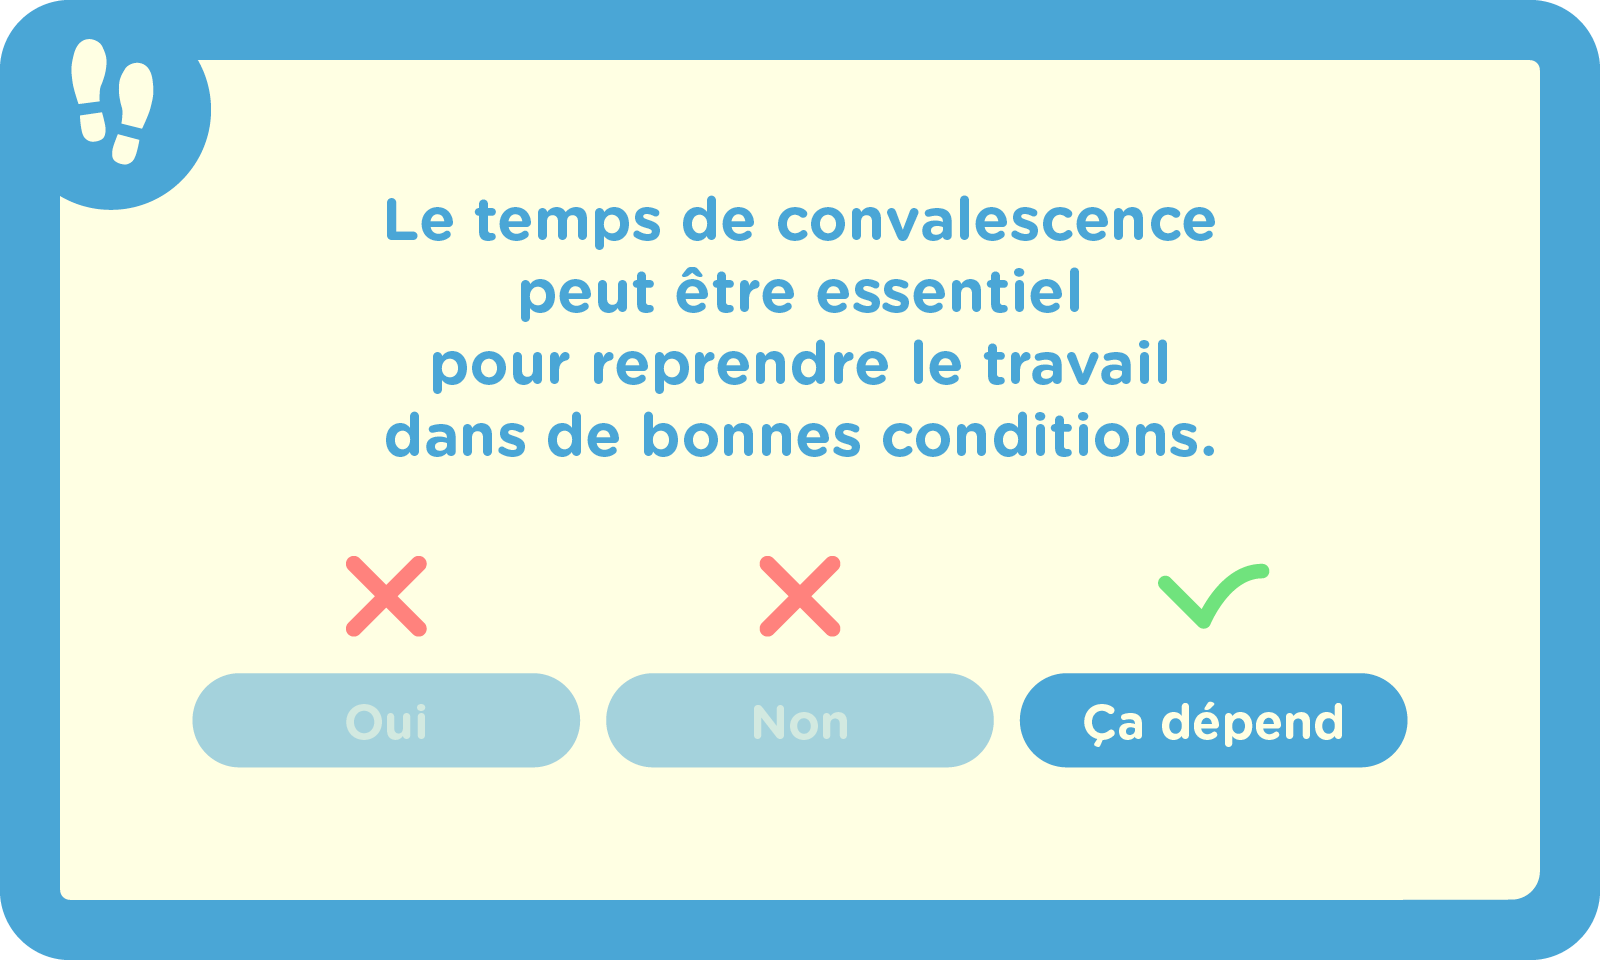 Le temps de convalescence
peut être essentiel
pour reprendre le travail
dans de bonnes conditions.
Oui
Non
Ça dépend